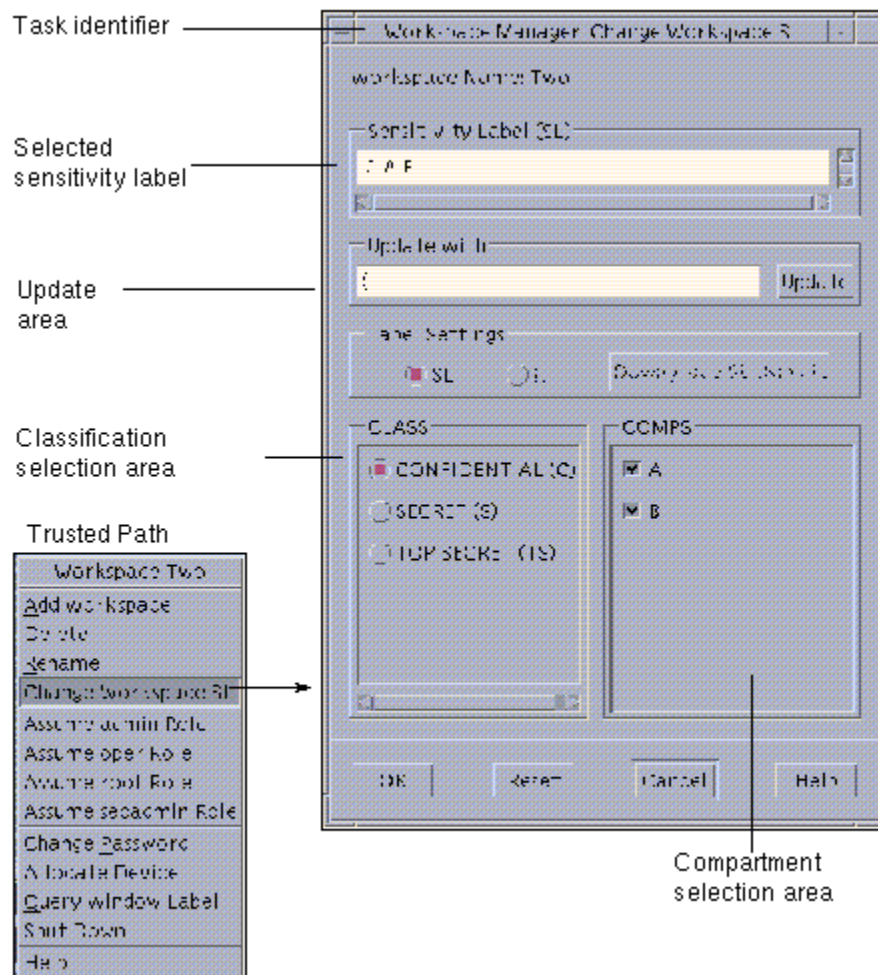 Task identifier
Workspace Manager: Change Workspace S
workspace Name: Two
Sensitivity Label (SL)
Selected
sensitivity label
Update with
Update
Update
area
Label Settings
SL
CLASS
COMPS
Classification
selection area
CONFIDENTIAL (C)
A
SECRET (S)
B
TOP SECRET (TS)
Trusted Path
Workspace Two
Add workspace
Delete
Rename
Change Workspace SL
Assume admin Role
Assume oper Role
Assume root Role
Assume secadmin Role
Change Password
Allocate Device
Query Window Label
Shut Down
Help
OK
Reset
Cancel
Help
Compartment
selection area